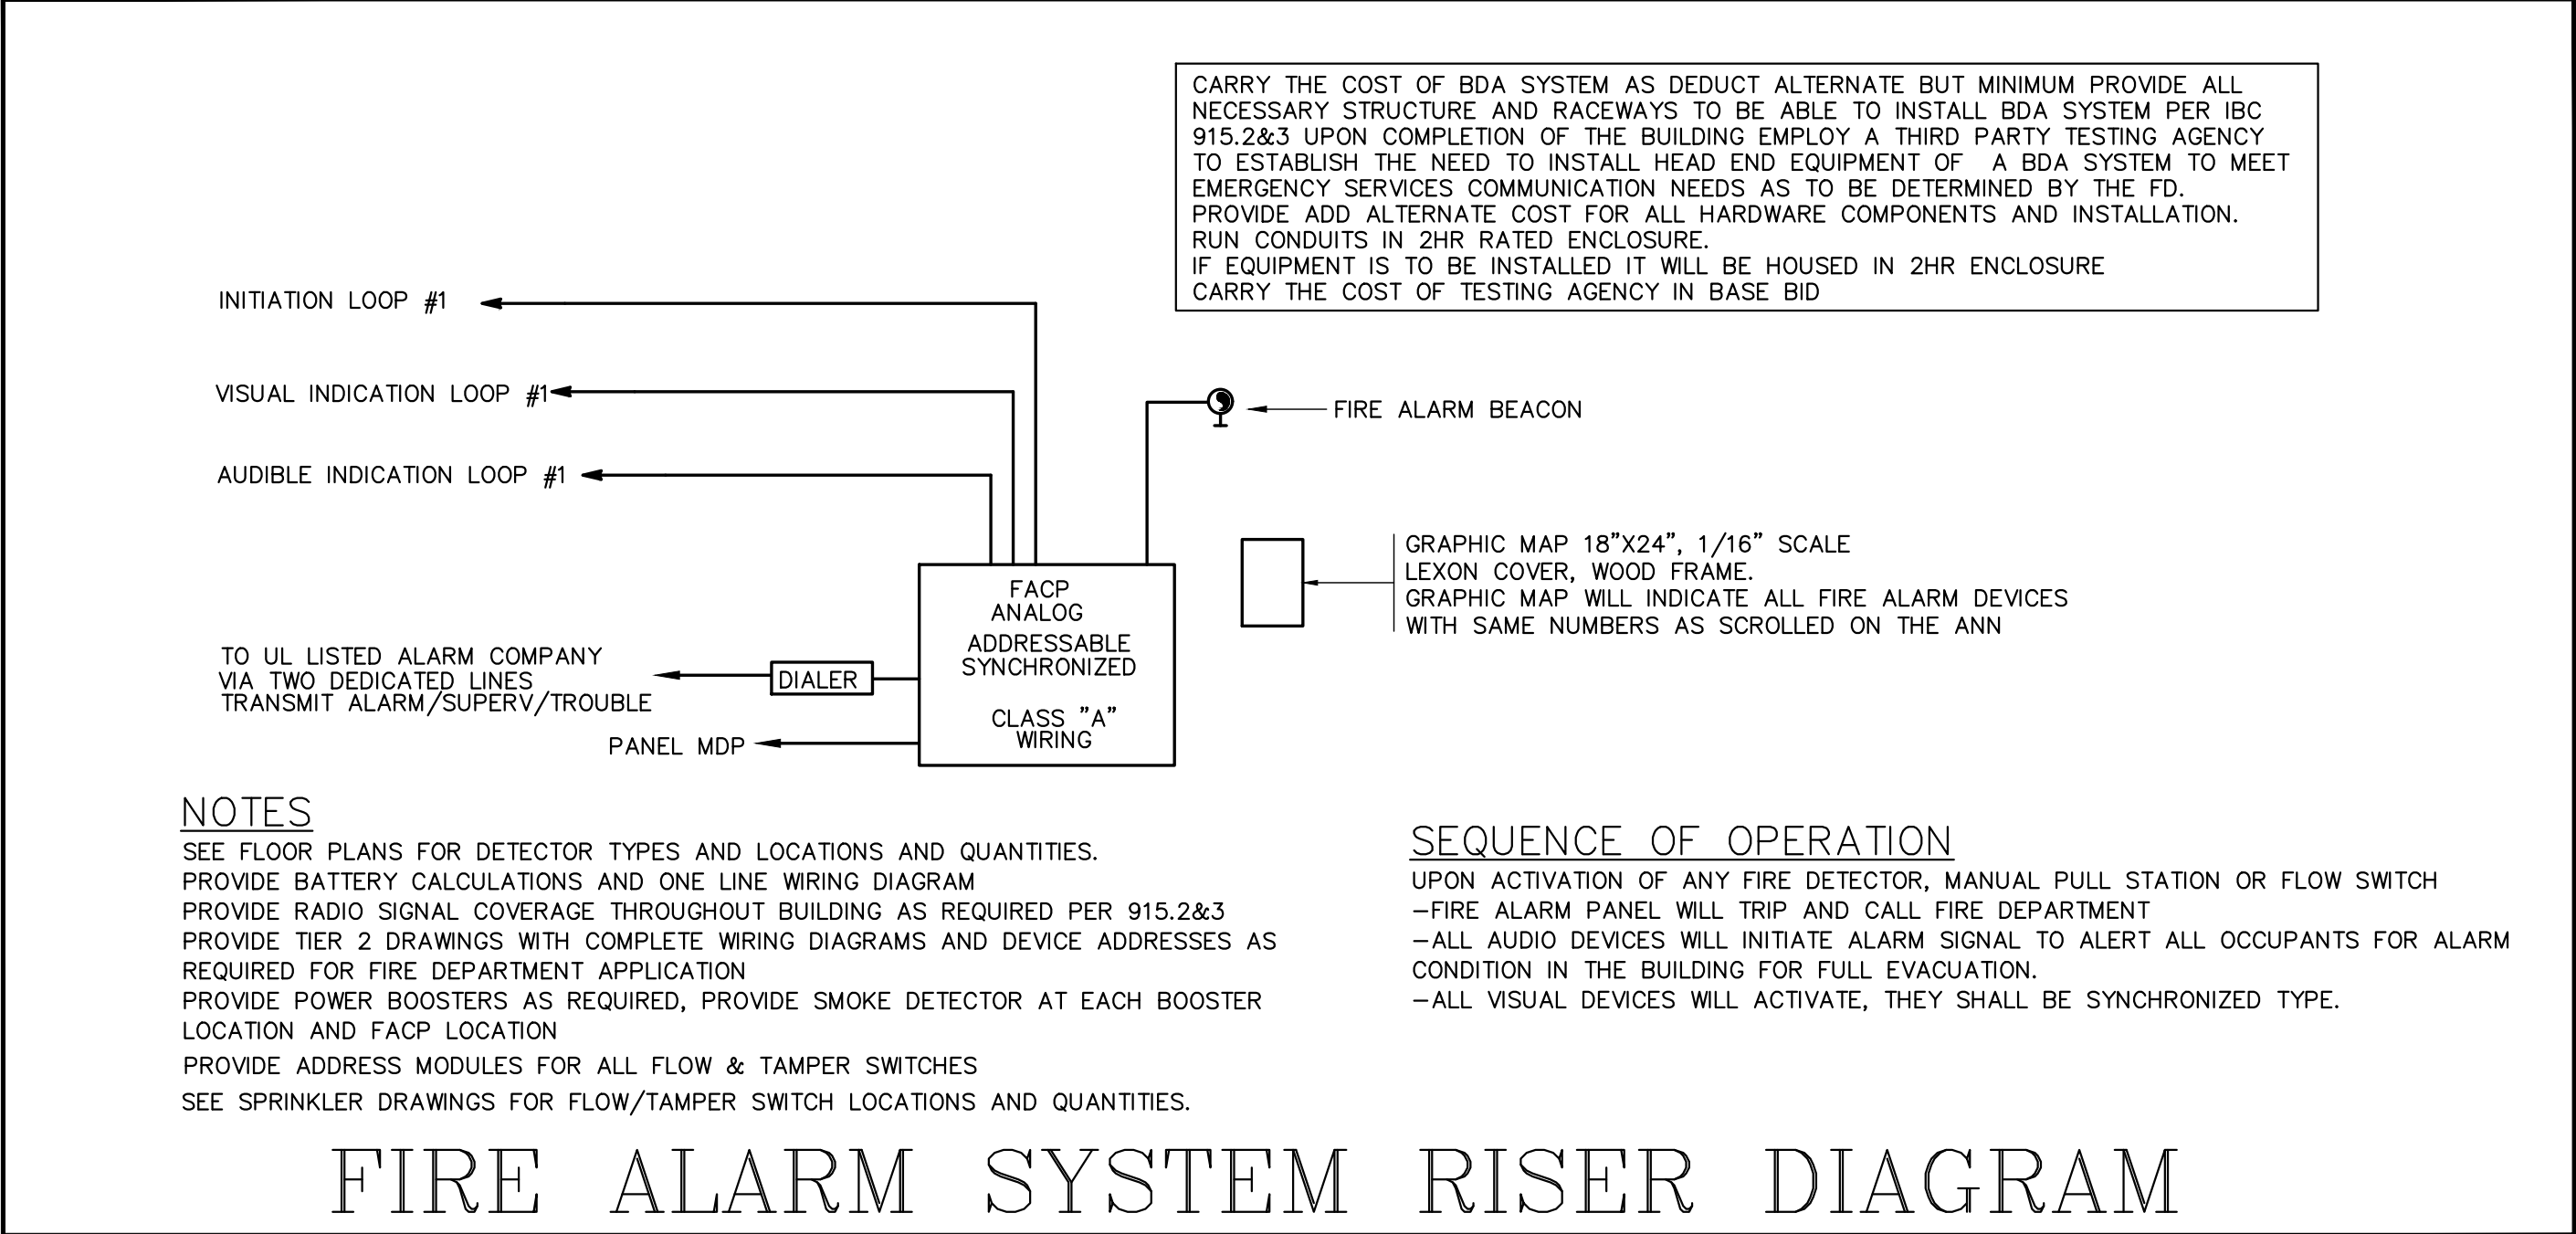 CARRY THE COST OF BDA SYSTEM AS DEDUCT ALTERNATE BUT MINIMUM PROVIDE ALL
NECESSARY STRUCTURE AND RACEWAYS TO BE ABLE TO INSTALL BDA SYSTEM PER IBC
915.2&3 UPON COMPLETION OF THE BUILDING EMPLOY A THIRD PARTY TESTING AGENCY
TO ESTABLISH THE NEED TO INSTALL HEAD END EQUIPMENT OF A BDA SYSTEM TO MEET
EMERGENCY SERVICES COMMUNICATION NEEDS AS TO BE DETERMINED BY THE FD.
PROVIDE ADD ALTERNATE COST FOR ALL HARDWARE COMPONENTS AND INSTALLATION.
RUN CONDUITS IN 2HR RATED ENCLOSURE.
IF EQUIPMENT IS TO BE INSTALLED IT WILL BE HOUSED IN 2HR ENCLOSURE
CARRY THE COST OF TESTING AGENCY IN BASE BID
INITIATION LOOP #1
VISUAL INDICATION LOOP #1
AUDIBLE INDICATION LOOP #1
FIRE ALARM BEACON
GRAPHIC MAP 18"X24", 1/16" SCALE
LEXON COVER, WOOD FRAME.
GRAPHIC MAP WILL INDICATE ALL FIRE ALARM DEVICES
WITH SAME NUMBERS AS SCROLLED ON THE ANN
FACP
ANALOG
ADDRESSABLE
SYNCHRONIZED
CLASS "A"
WIRING
TO UL LISTED ALARM COMPANY
VIA TWO DEDICATED LINES
TRANSMIT ALARM/SUPERV/TROUBLE
DIALER
PANEL MDP
NOTES
SEE FLOOR PLANS FOR DETECTOR TYPES AND LOCATIONS AND QUANTITIES.
PROVIDE BATTERY CALCULATIONS AND ONE LINE WIRING DIAGRAM
PROVIDE RADIO SIGNAL COVERAGE THROUGHOUT BUILDING AS REQUIRED PER 915.2&3
PROVIDE TIER 2 DRAWINGS WITH COMPLETE WIRING DIAGRAMS AND DEVICE ADDRESSES AS
REQUIRED FOR FIRE DEPARTMENT APPLICATION
PROVIDE POWER BOOSTERS AS REQUIRED, PROVIDE SMOKE DETECTOR AT EACH BOOSTER
LOCATION AND FACP LOCATION
PROVIDE ADDRESS MODULES FOR ALL FLOW & TAMPER SWITCHES
SEE SPRINKLER DRAWINGS FOR FLOW/TAMPER SWITCH LOCATIONS AND QUANTITIES.
SEQUENCE OF OPERATION
UPON ACTIVATION OF ANY FIRE DETECTOR, MANUAL PULL STATION OR FLOW SWITCH
-FIRE ALARM PANEL WILL TRIP AND CALL FIRE DEPARTMENT
-ALL AUDIO DEVICES WILL INITIATE ALARM SIGNAL TO ALERT ALL OCCUPANTS FOR ALARM
CONDITION IN THE BUILDING FOR FULL EVACUATION.
-ALL VISUAL DEVICES WILL ACTIVATE, THEY SHALL BE SYNCHRONIZED TYPE.
FIRE ALARM SYSTEM RISER DIAGRAM